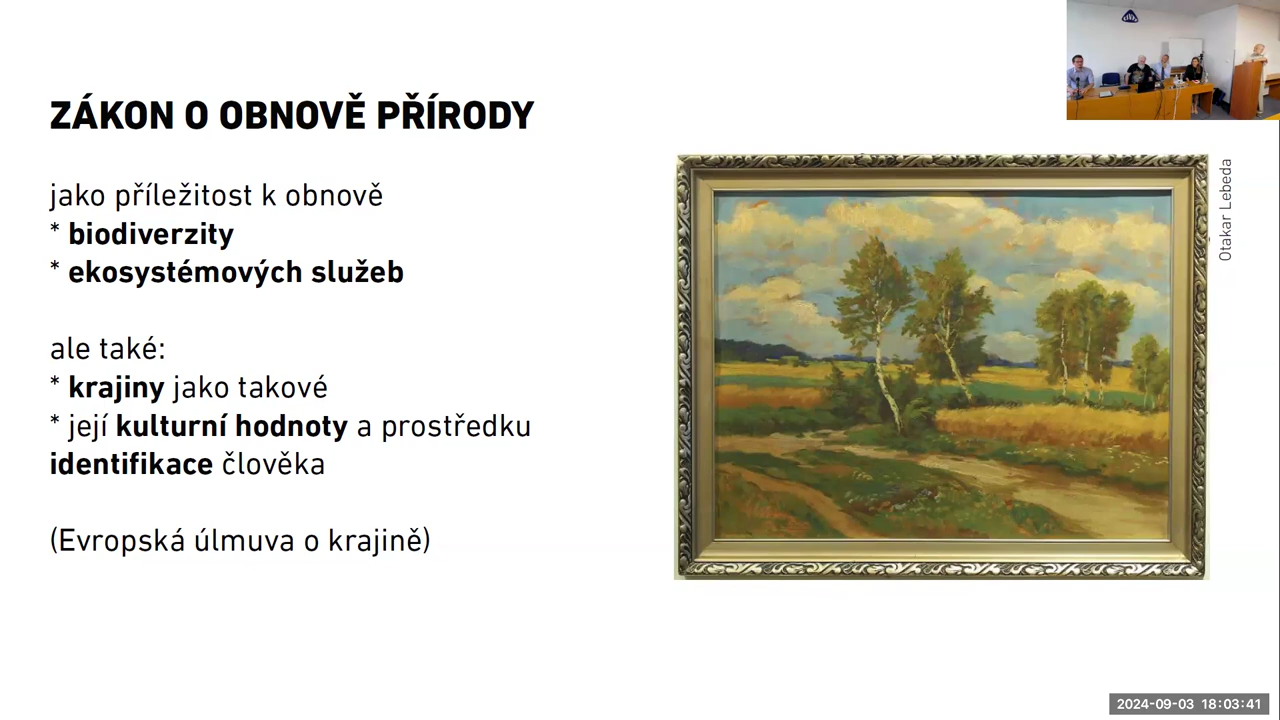 ZÁKON O OBNOVĚ PŘÍRODY
jako příležitost k obnově
* biodiverzity
* ekosystémových služeb
ale také:
* krajiny jako takové
* její kulturní hodnoty a prostředku
identifikace člověka
(Evropská úlmuva o krajině)
Otakar Lebeda
2024-09-03 18:03:41